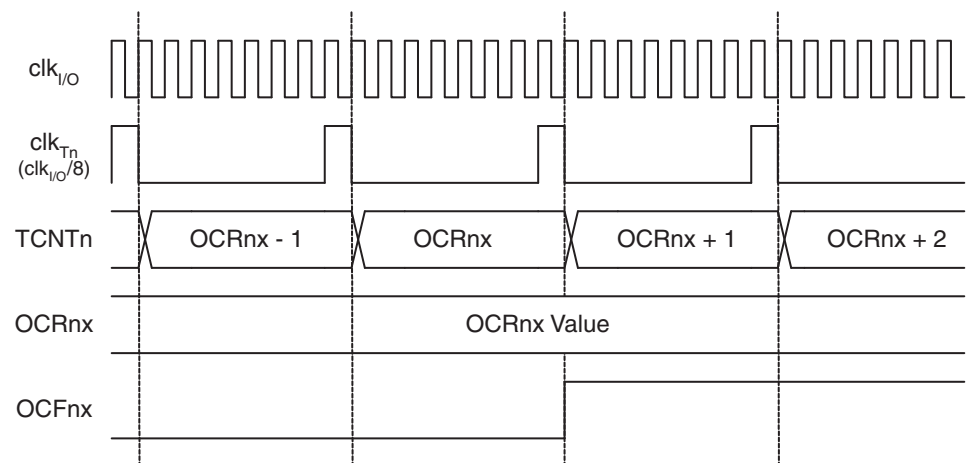 clkI/O
clkTn
(clkI/O/8)
TCNTn
OCRnx - 1
OCRnx
OCRnx + 1
OCRnx + 2
OCRnx
OCRnx Value
OCFnx